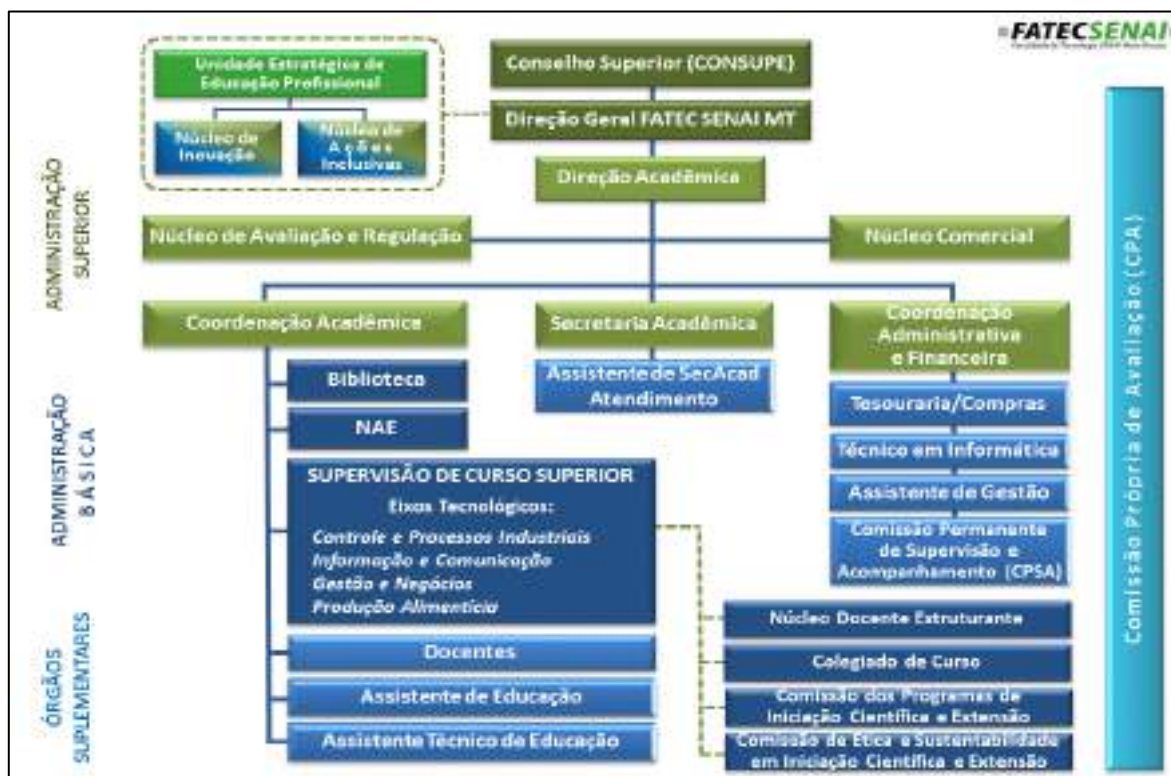 FATECSENAI
Unidade Estratégica de
Educação Profissional
Núcleo de
Inovação
Núcleo de
Ações
Inclusivas
Conselho Superior (CONSUPE)
Direção Geral FATEC SENAI MT
Direção Acadêmica
Núcleo de Avaliação e Regulação
Núcleo Comercial
ADMINISTRAÇÃO
SUPERIOR
Coordenação Acadêmica
Secretaria Acadêmica
Coordenação
Administrativa
e Financeira
Biblioteca
NAE
Assistente de SecAcad
Atendimento
Tesouraria/Compras
Técnico em Informática
Assistente de Gestão
Comissão Permanente
de Supervisão e
Acompanhamento (CPSA)
ADMINISTRAÇÃO
BÁSICA
SUPERVISÃO DE CURSO SUPERIOR
Eixos Tecnológicos:
Controle e Processos Industriais
Informação e Comunicação
Gestão e Negócios
Produção Alimentícia
Docentes
Assistente de Educação
Assistente Técnico de Educação
Núcleo Docente Estruturante
Colegiado de Curso
Comissão dos Programas de
Iniciação Científica e Extensão
Comissão de Ética e Sustentabilidade
em Iniciação Científica e Extensão
ÓRGÃOS
SUPLEMENTARES
Comissão Própria de Avaliação (CPA)